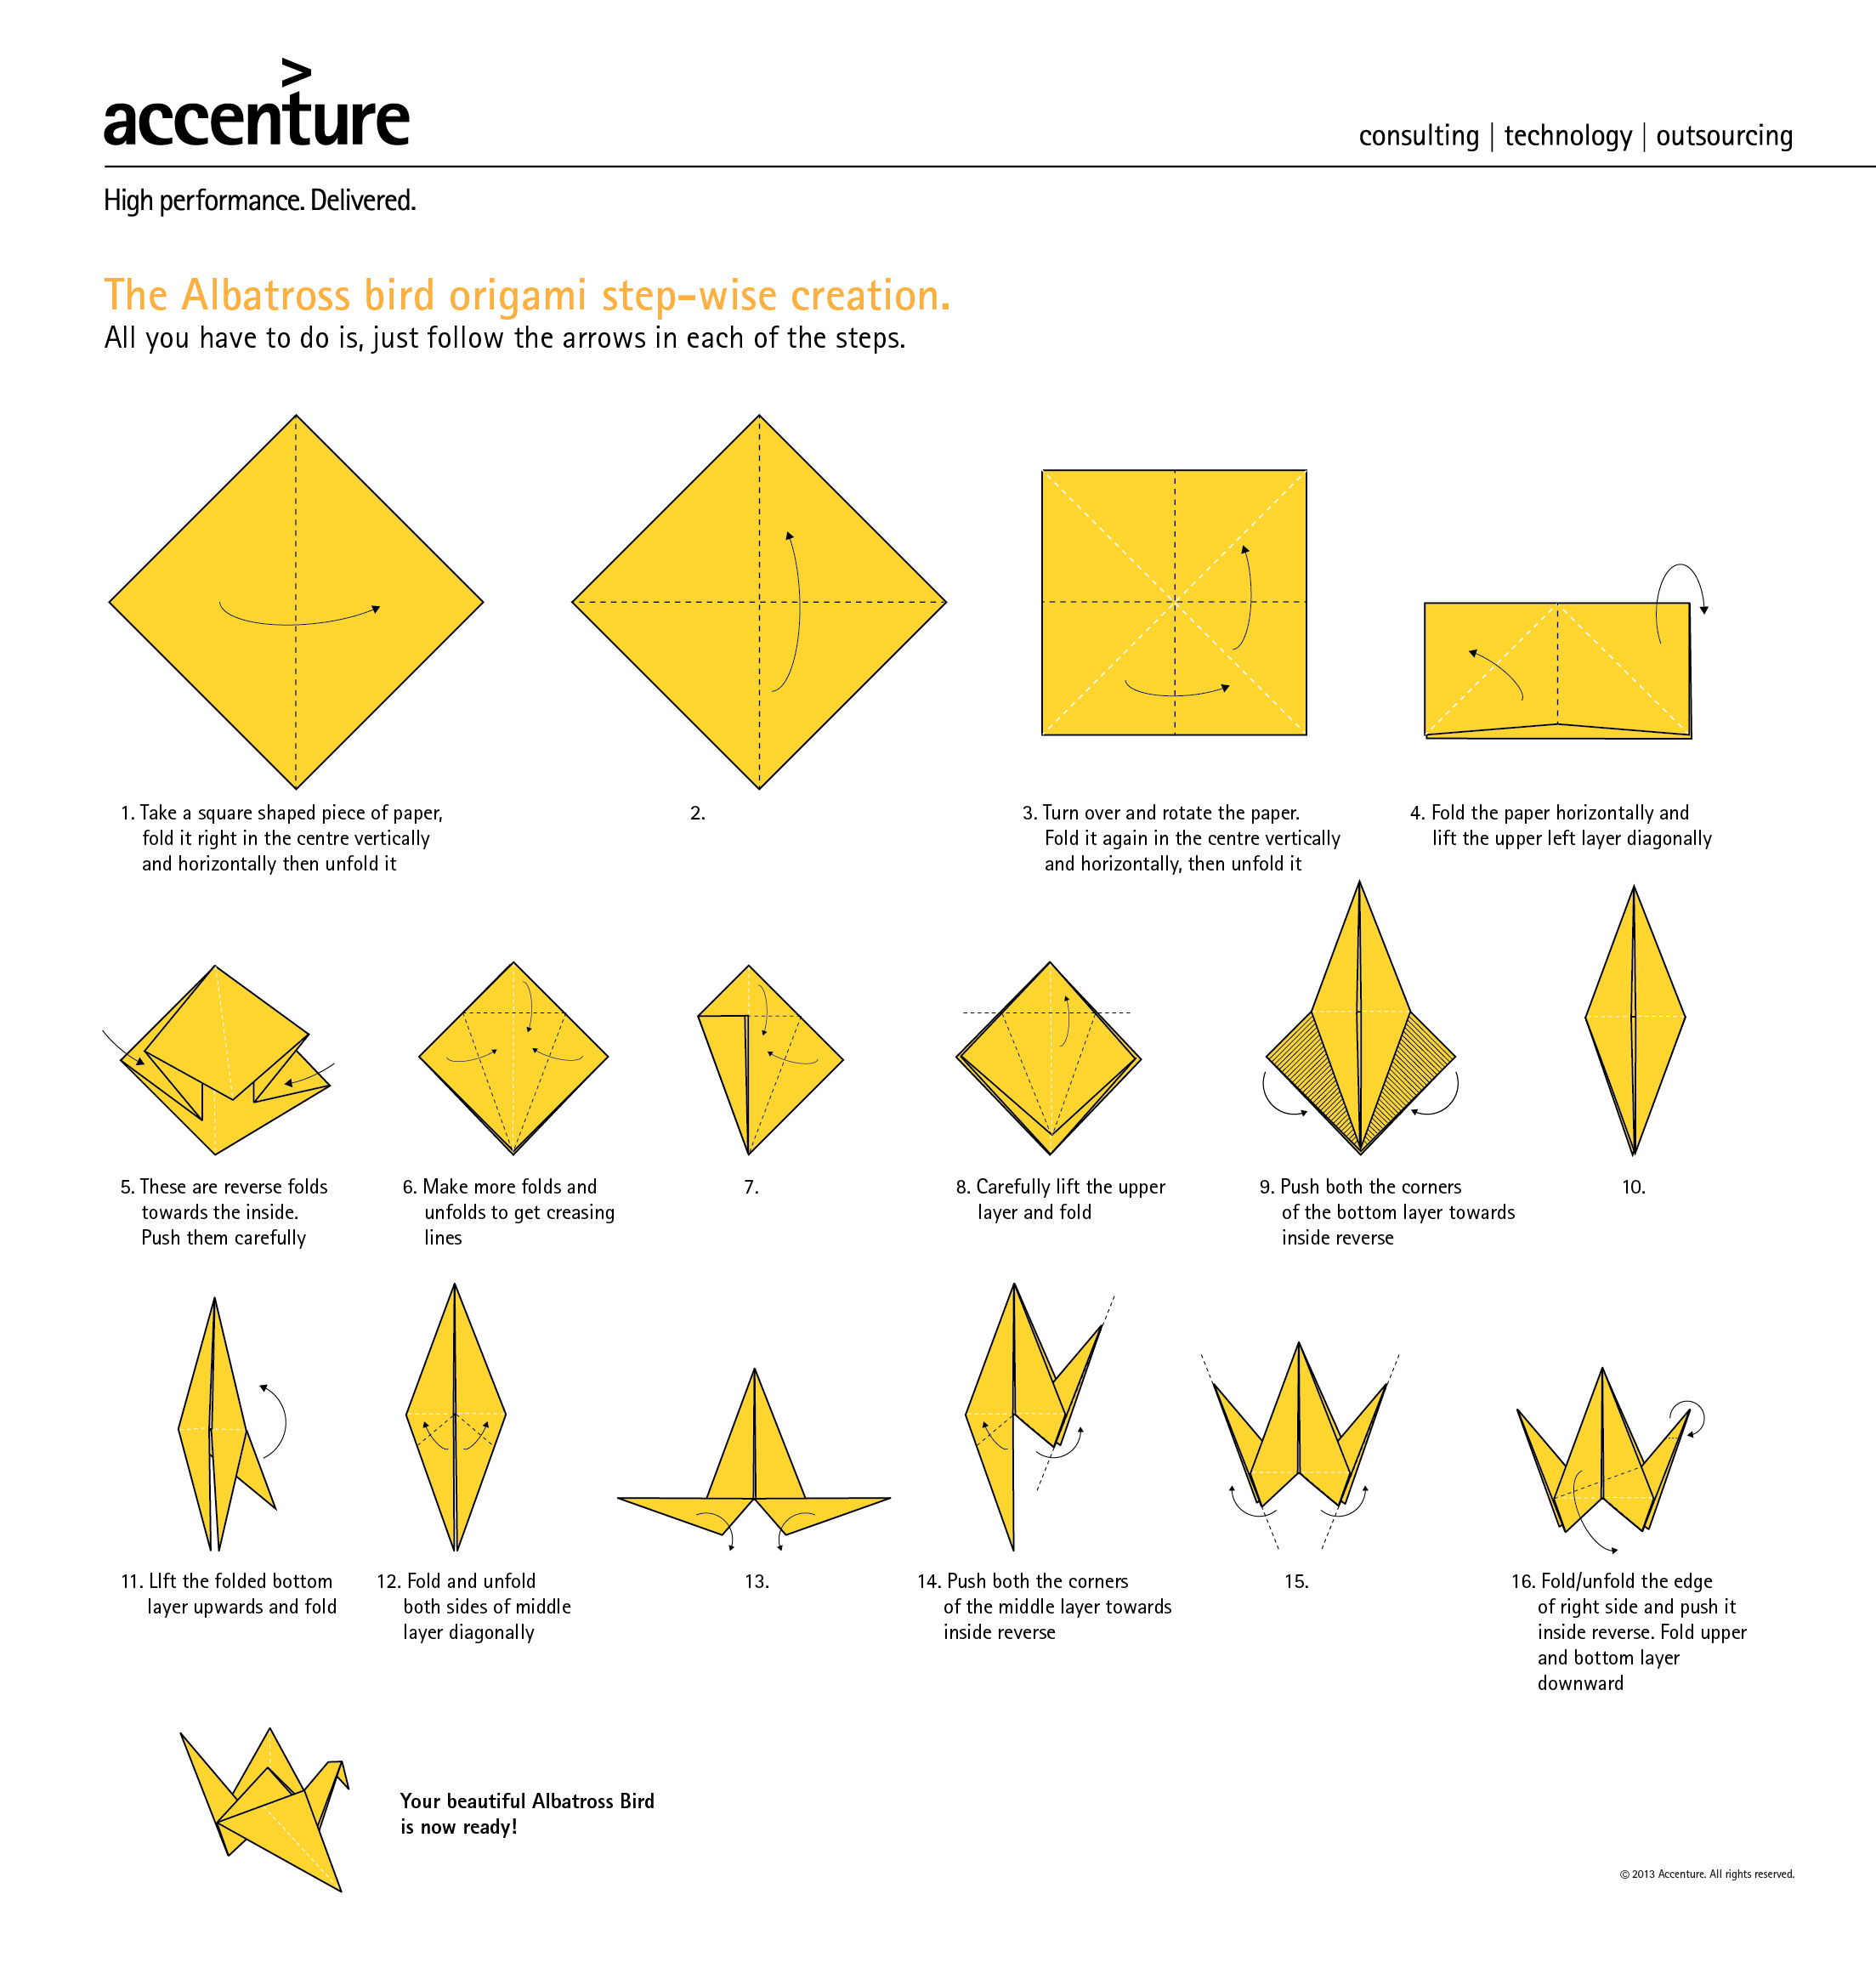 >
accenture
consulting | technology | outsourcing
High performance. Delivered.
The Albatross bird origami step-wise creation.
All you have to do is, just follow the arrows in each of the steps.
1. Take a square shaped piece of paper,
fold it right in the centre vertically
and horizontally then unfold it
2.
3. Turn over and rotate the paper.
Fold it again in the centre vertically
and horizontally, then unfold it
4. Fold the paper horizontally and
lift the upper left layer diagonally
5. These are reverse folds
towards the inside.
Push them carefully
6. Make more folds and
unfolds to get creasing
lines
7.
8. Carefully lift the upper
layer and fold
9. Push both the corners
of the bottom layer towards
inside reverse
10.
11. LIft the folded bottom
layer upwards and fold
12. Fold and unfold
both sides of middle
layer diagonally
13.
14. Push both the corners
of the middle layer towards
inside reverse
15.
16. Fold/unfold the edge
of right side and push it
inside reverse. Fold upper
and bottom layer
downward
Your beautiful Albatross Bird
is now ready!
© 2013 Accenture. All rights reserved.